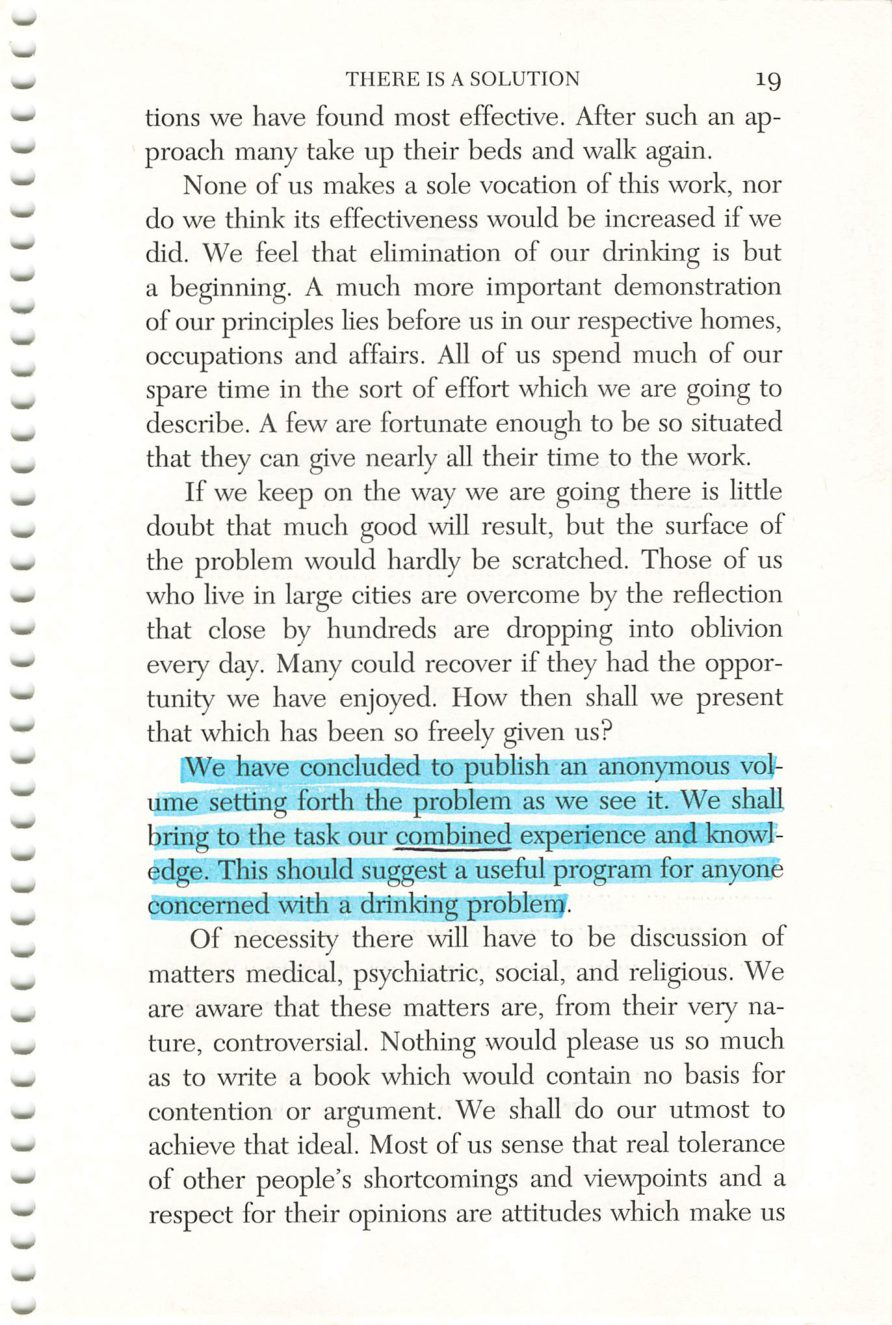 THERE IS A SOLUTION 19
tions we have found most effective. After such an ap-
proach many take up their beds and walk again.
None of us makes a sole vocation of this work, nor
do we think its effectiveness would be increased if we
did. We feel that elimination of our drinking is but
a beginning. A much more important demonstration
of our principles lies before us in our respective homes,
occupations and affairs. All of us spend much of our
spare time in the sort of effort which we are going to
describe. A few are fortunate enough to be so situated
that they can give nearly all their time to the work.
If we keep on the way we are going there is little
doubt that much good will result, but the surface of
the problem would hardly be scratched. Those of us
who live in large cities are overcome by the reflection
that close by hundreds are dropping into oblivion
every day. Many could recover if they had the oppor-
tunity we have enjoyed. How then shall we present
that which has been so freely given us?
We have concluded to publish an anonymous vol-
ume setting forth the problem as we see it. We shall
bring to the task our combined experience and knowl-
edge. This should suggest a useful program for anyone
concerned with a drinking problem.
Of necessity there will have to be discussion of
matters medical, psychiatric, social, and religious. We
are aware that these matters are, from their very na-
ture, controversial. Nothing would please us so much
as to write a book which would contain no basis for
contention or argument. We shall do our utmost to
achieve that ideal. Most of us sense that real tolerance
of other people's shortcomings and viewpoints and a
respect for their opinions are attitudes which make us